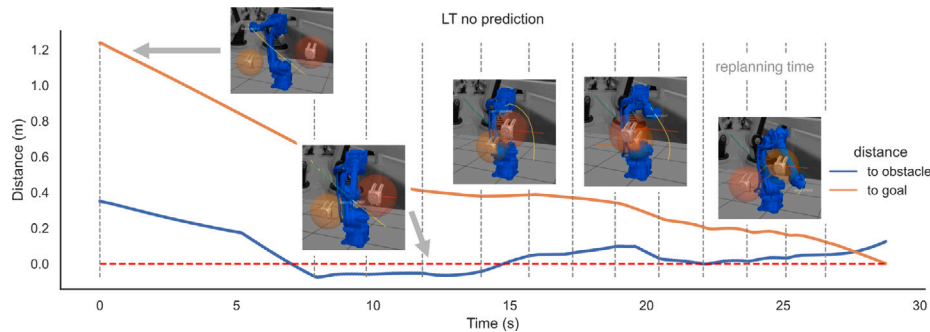 LT no prediction
1.2
1.0
0.8
0.6
0.4
0.2
0.0
Distance (m)
replanning time
distance
to obstacle
to goal
0
5
10
15
20
25
30
Time (s)